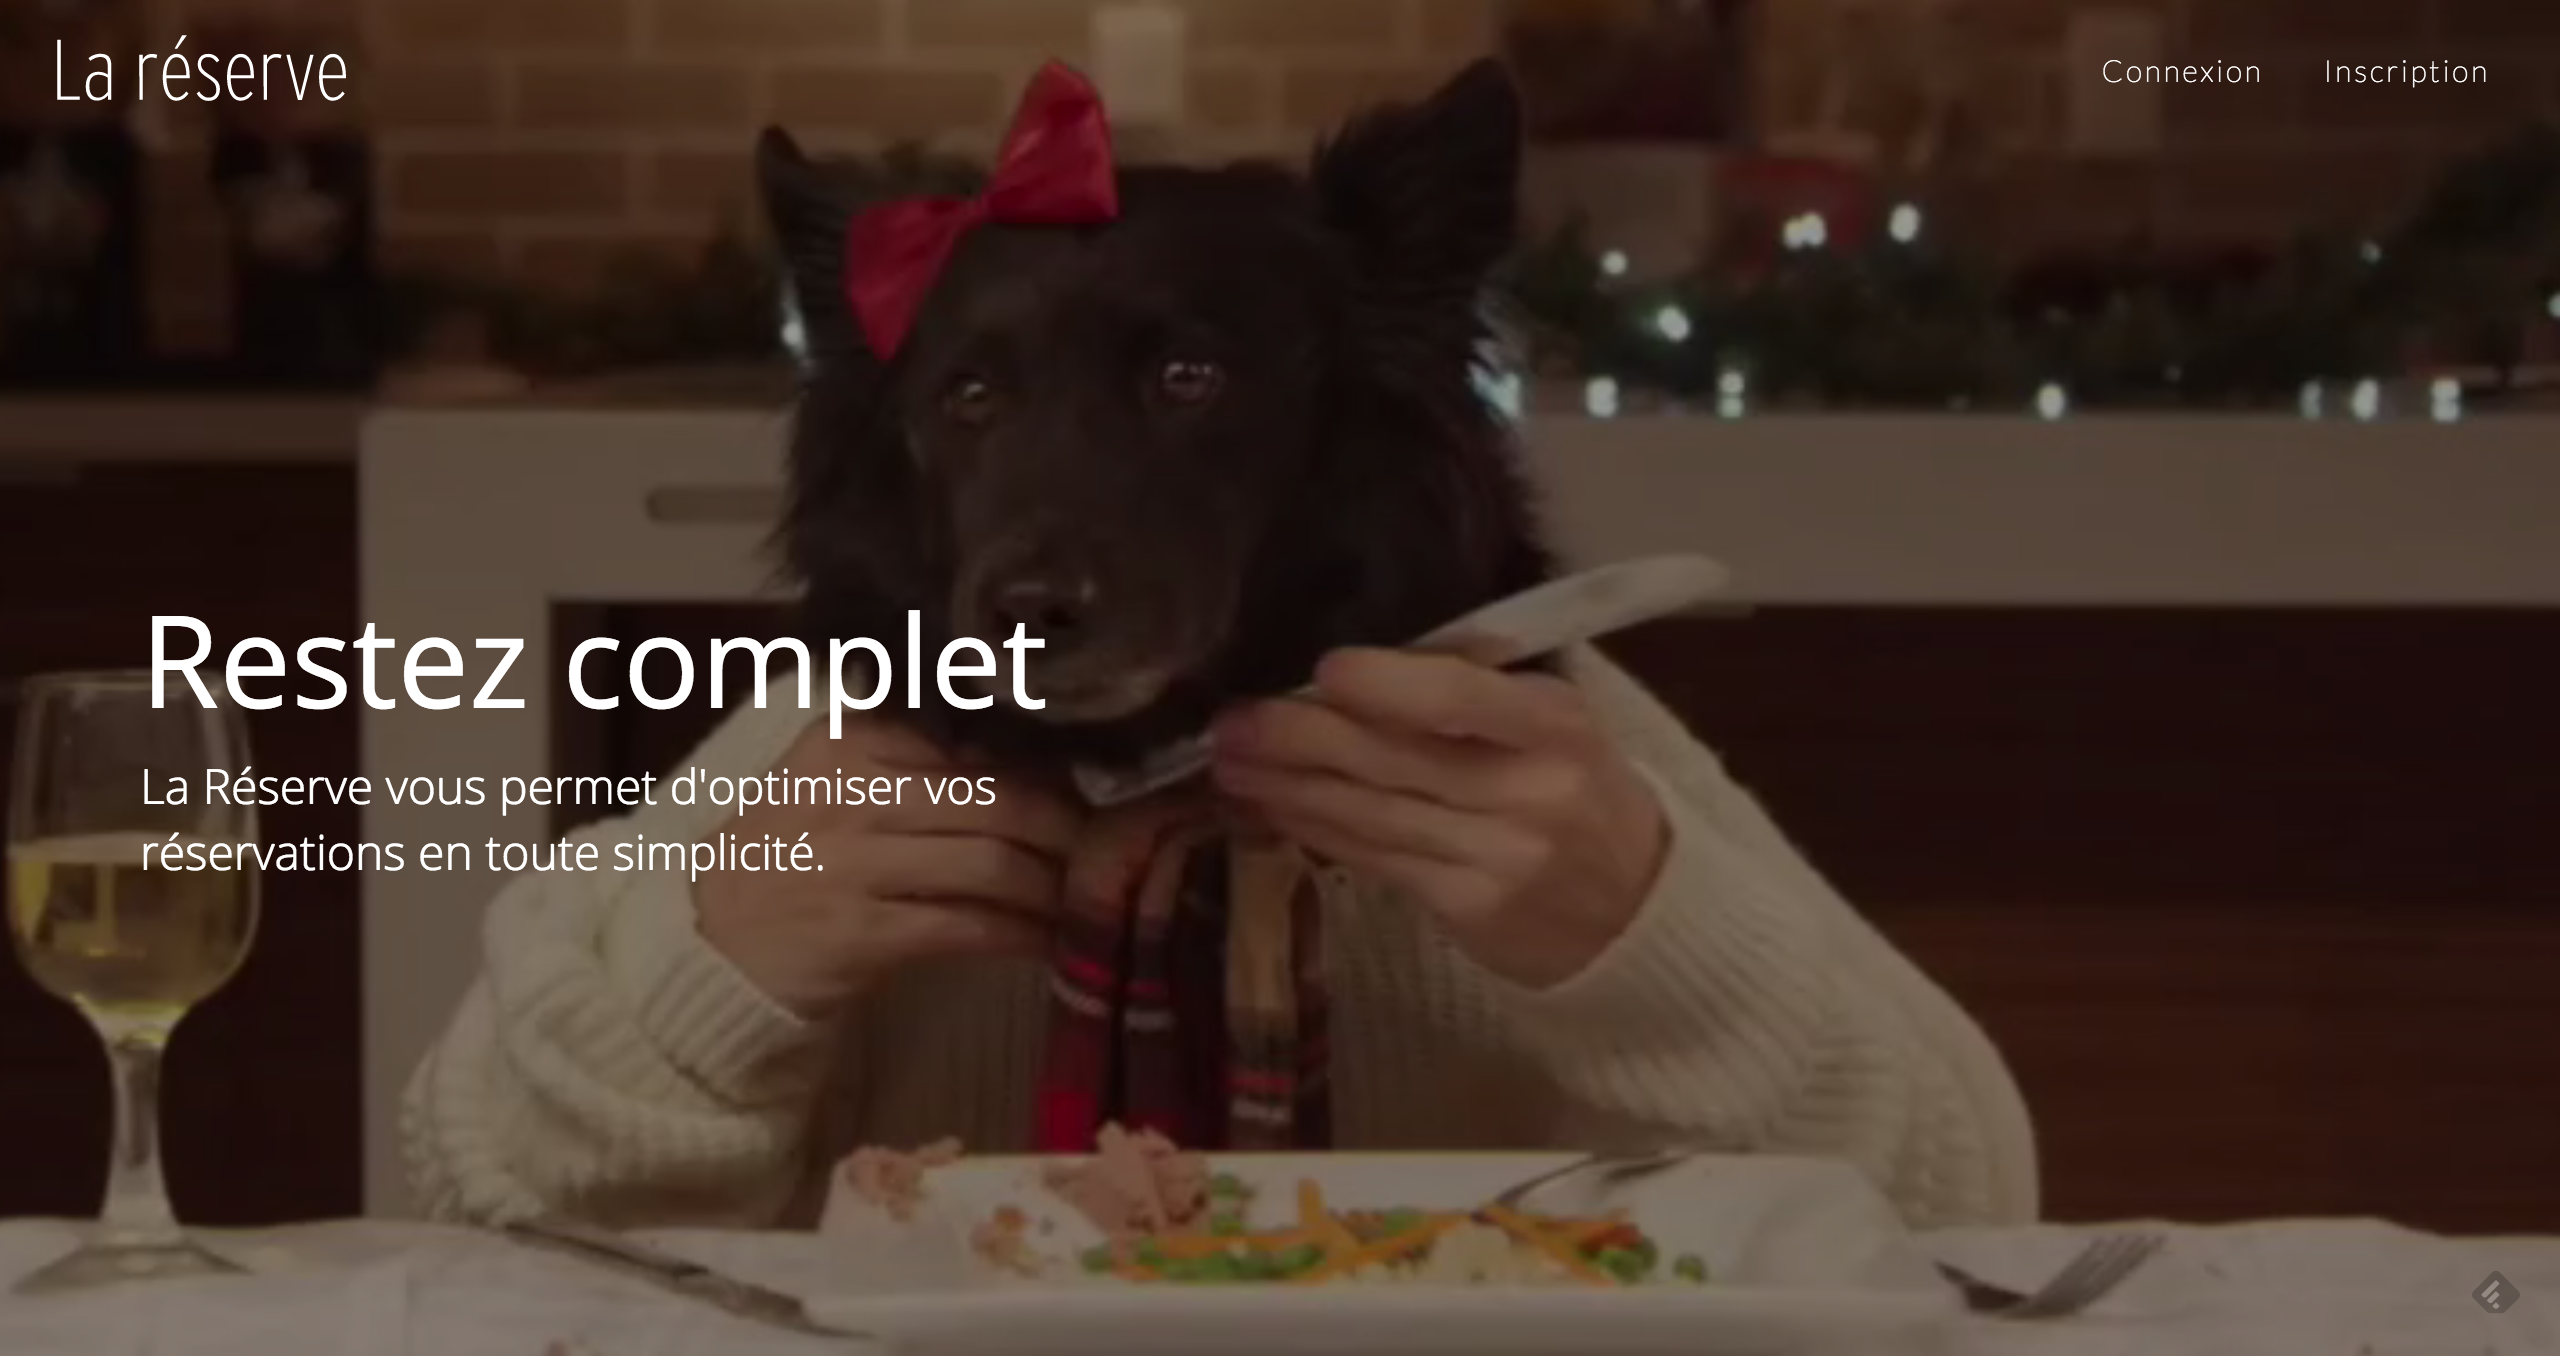 La réserve
Connexion
Inscription
Restez complet
La Réserve vous permet d'optimiser vos
réservations en toute simplicité.